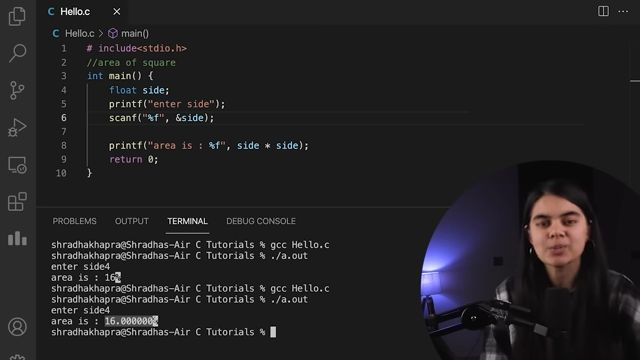 Hello.c
Hello.c > main()
1 # include<stdio.h>
2 //area of square
3 int main() {
4 float side;
5 printf("enter side");
6 scanf("%f", &side);
7
8 printf("area is : %f", side * side);
9 return 0;
10 }
PROBLEMS OUTPUT TERMINAL DEBUG CONSOLE
shradhakhapra@Shradhas-Air C Tutorials % gcc Hello.c
shradhakhapra@Shradhas-Air C Tutorials % ./a.out
enter side4
area is : 16%
shradhakhapra@Shradhas-Air C Tutorials % gcc Hello.c
shradhakhapra@Shradhas-Air C Tutorials % ./a.out
enter side4
area is : 16.000000%
shradhakhapra@Shradhas-Air C Tutorials %